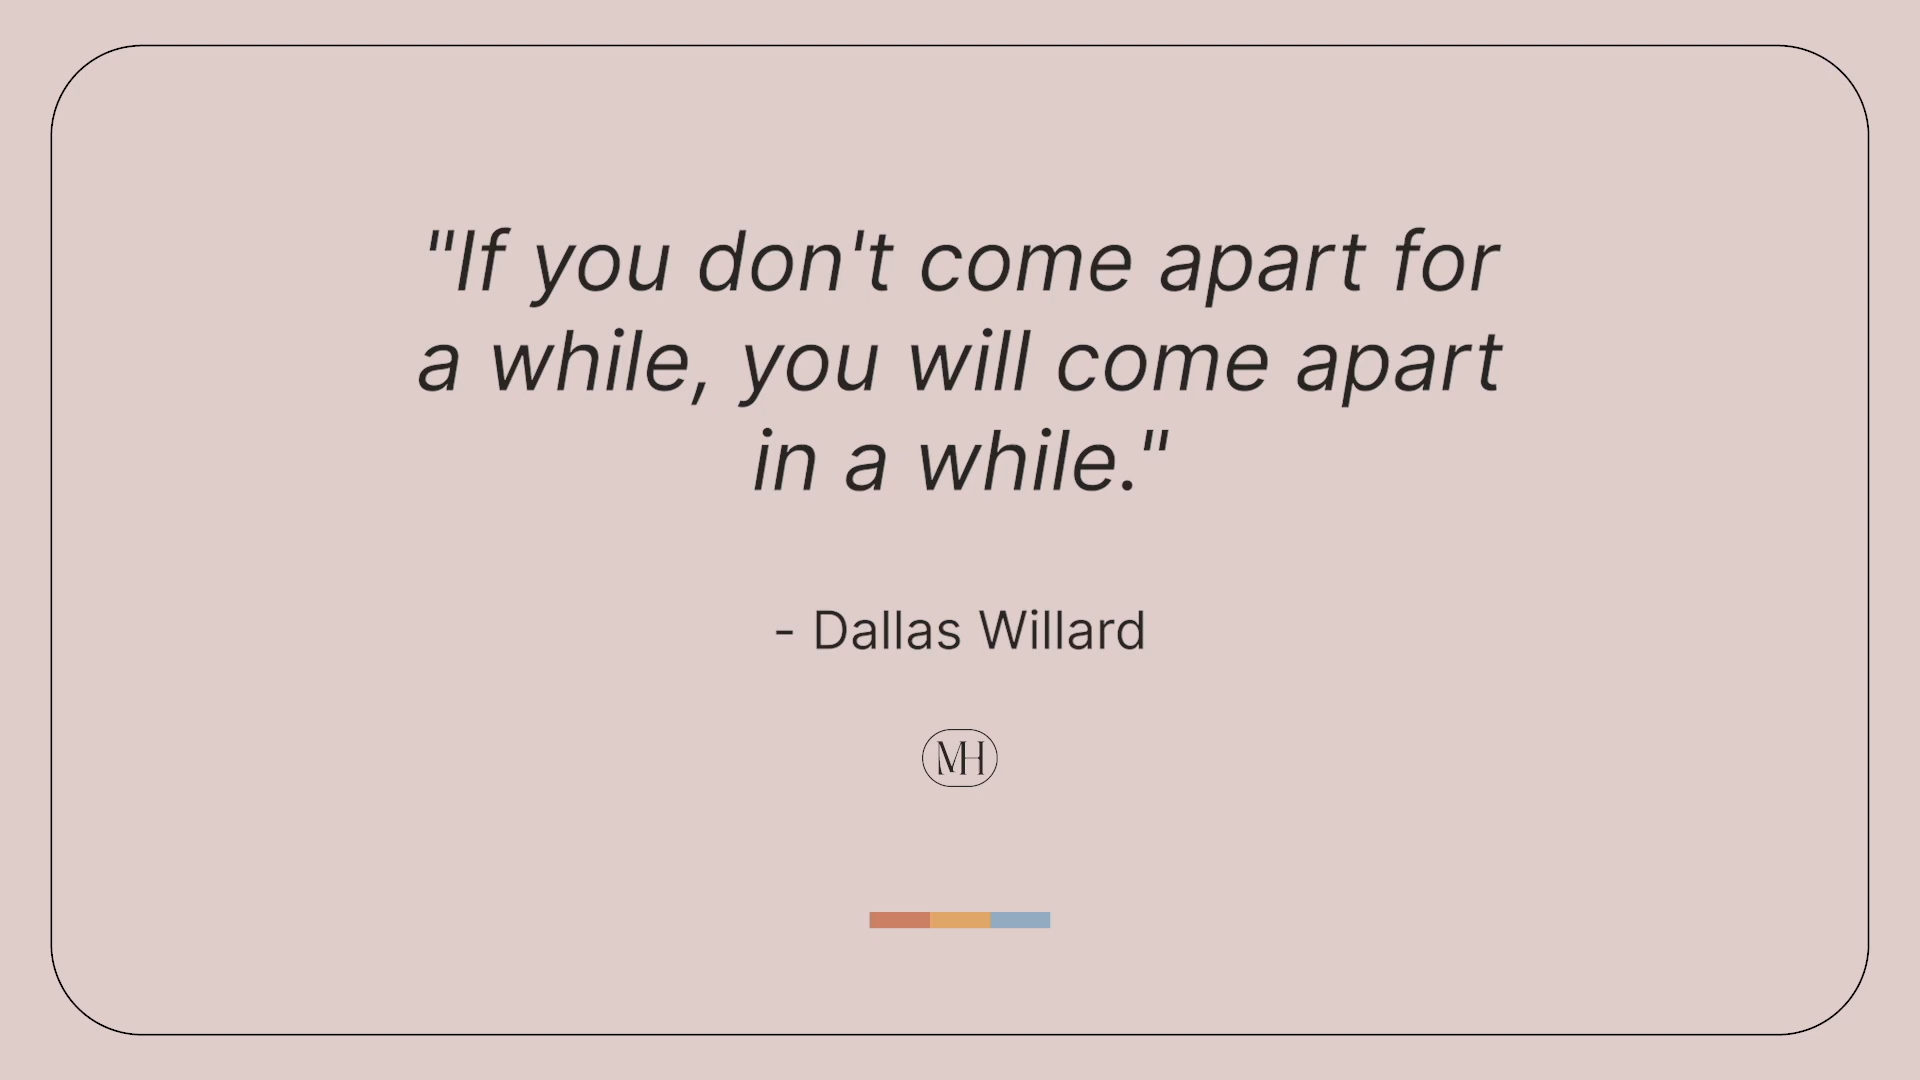 "If you don't come apart for
a while, you will come apart
in a while."
- Dallas Willard
MH